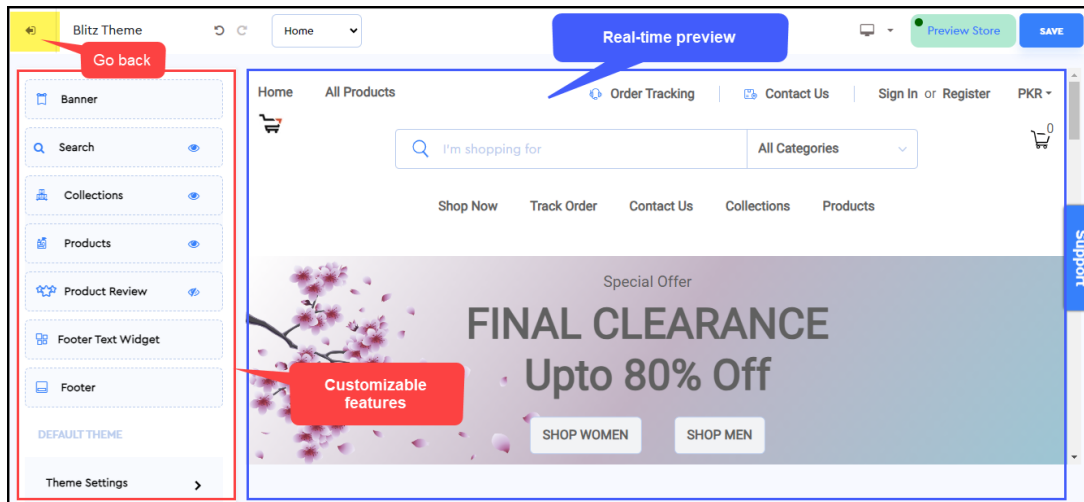 Blitz Theme
Home
Real-time preview
Preview Store
SAVE
Go back
Banner
Search
Collections
Products
Product Review
Footer Text Widget
Footer
DEFAULT THEME
Theme Settings
Customizable
features
Home All Products Order Tracking Contact Us Sign In or Register PKR
0
I'm shopping for All Categories
Shop Now Track Order Contact Us Collections Products
Special Offer
FINAL CLEARANCE
Upto 80% Off
SHOP WOMEN SHOP MEN
Support